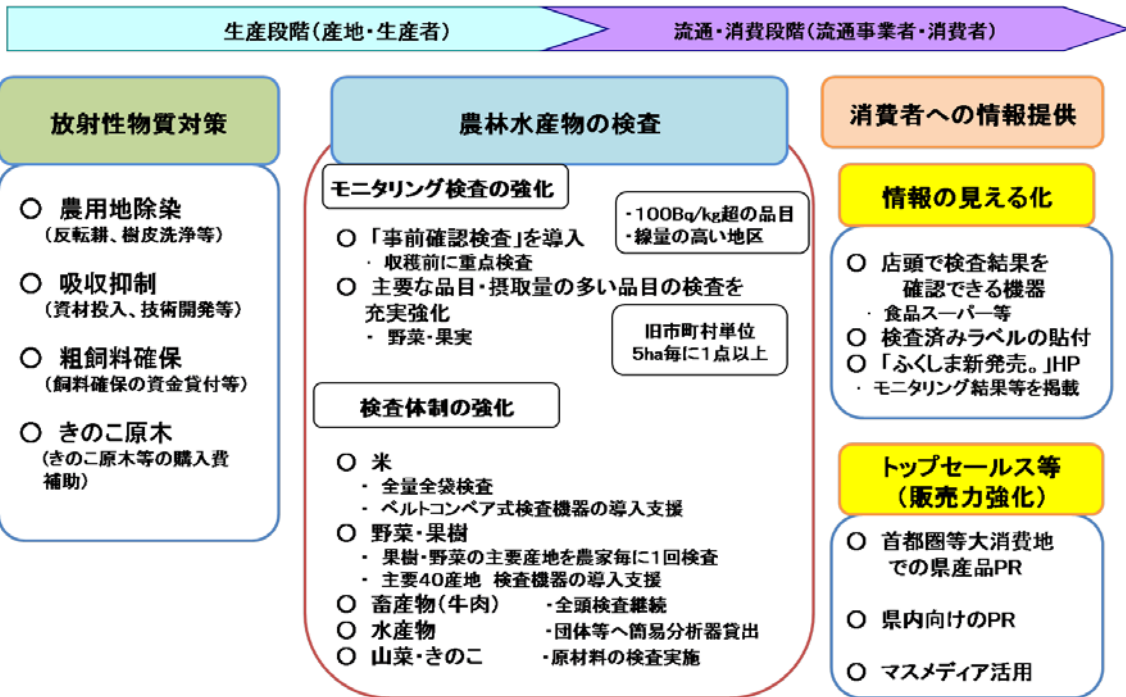 生産段階(産地・生産者)
流通・消費段階(流通事業者・消費者)
放射性物質対策
○ 農用地除染
(反転耕、樹皮洗浄等)
○ 吸収抑制
(資材投入、技術開発等)
○ 粗飼料確保
(飼料確保の資金貸付等)
○ きのこ原木
(きのこ原木等の購入費
補助)
農林水産物の検査
モニタリング検査の強化
・100Bq/kg超の品目
・線量の高い地区
○ 「事前確認検査」を導入
・ 収穫前に重点検査
○ 主要な品目・摂取量の多い品目の検査を
充実強化
・ 野菜・果実
旧市町村単位
5ha毎に1点以上
検査体制の強化
○ 米
・ 全量全袋検査
・ ベルトコンベア式検査機器の導入支援
○ 野菜・果樹
・ 果樹・野菜の主要産地を農家毎に1回検査
・ 主要40産地 検査機器の導入支援
○ 畜産物(牛肉) ・全頭検査継続
○ 水産物 ・団体等へ簡易分析器貸出
○ 山菜・きのこ ・原材料の検査実施
消費者への情報提供
情報の見える化
○ 店頭で検査結果を
確認できる機器
・ 食品スーパー等
○ 検査済みラベルの貼付
○ 「ふくしま新発売。」HP
・ モニタリング結果等を掲載
トップセールス等
(販売力強化)
○ 首都圏等大消費地
での県産品PR
○ 県内向けのPR
○ マスメディア活用